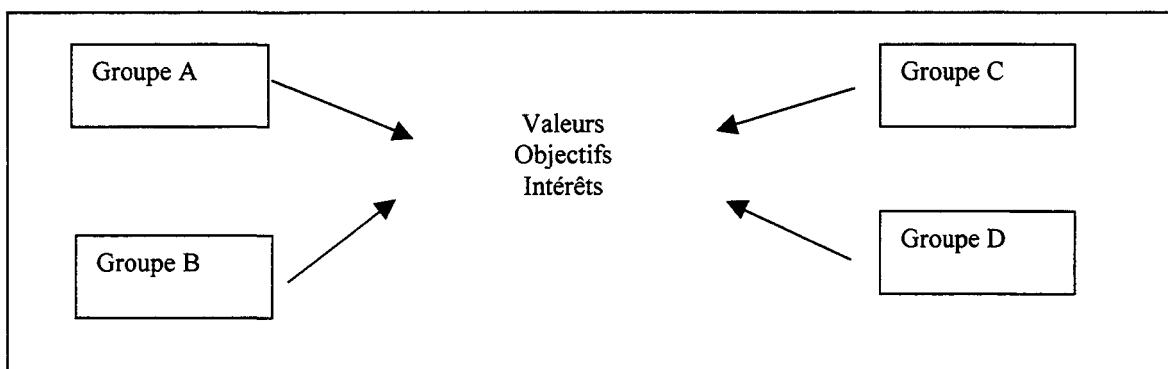 Groupe A
Groupe C
Valeurs
Objectifs
Intérêts
Groupe B
Groupe D